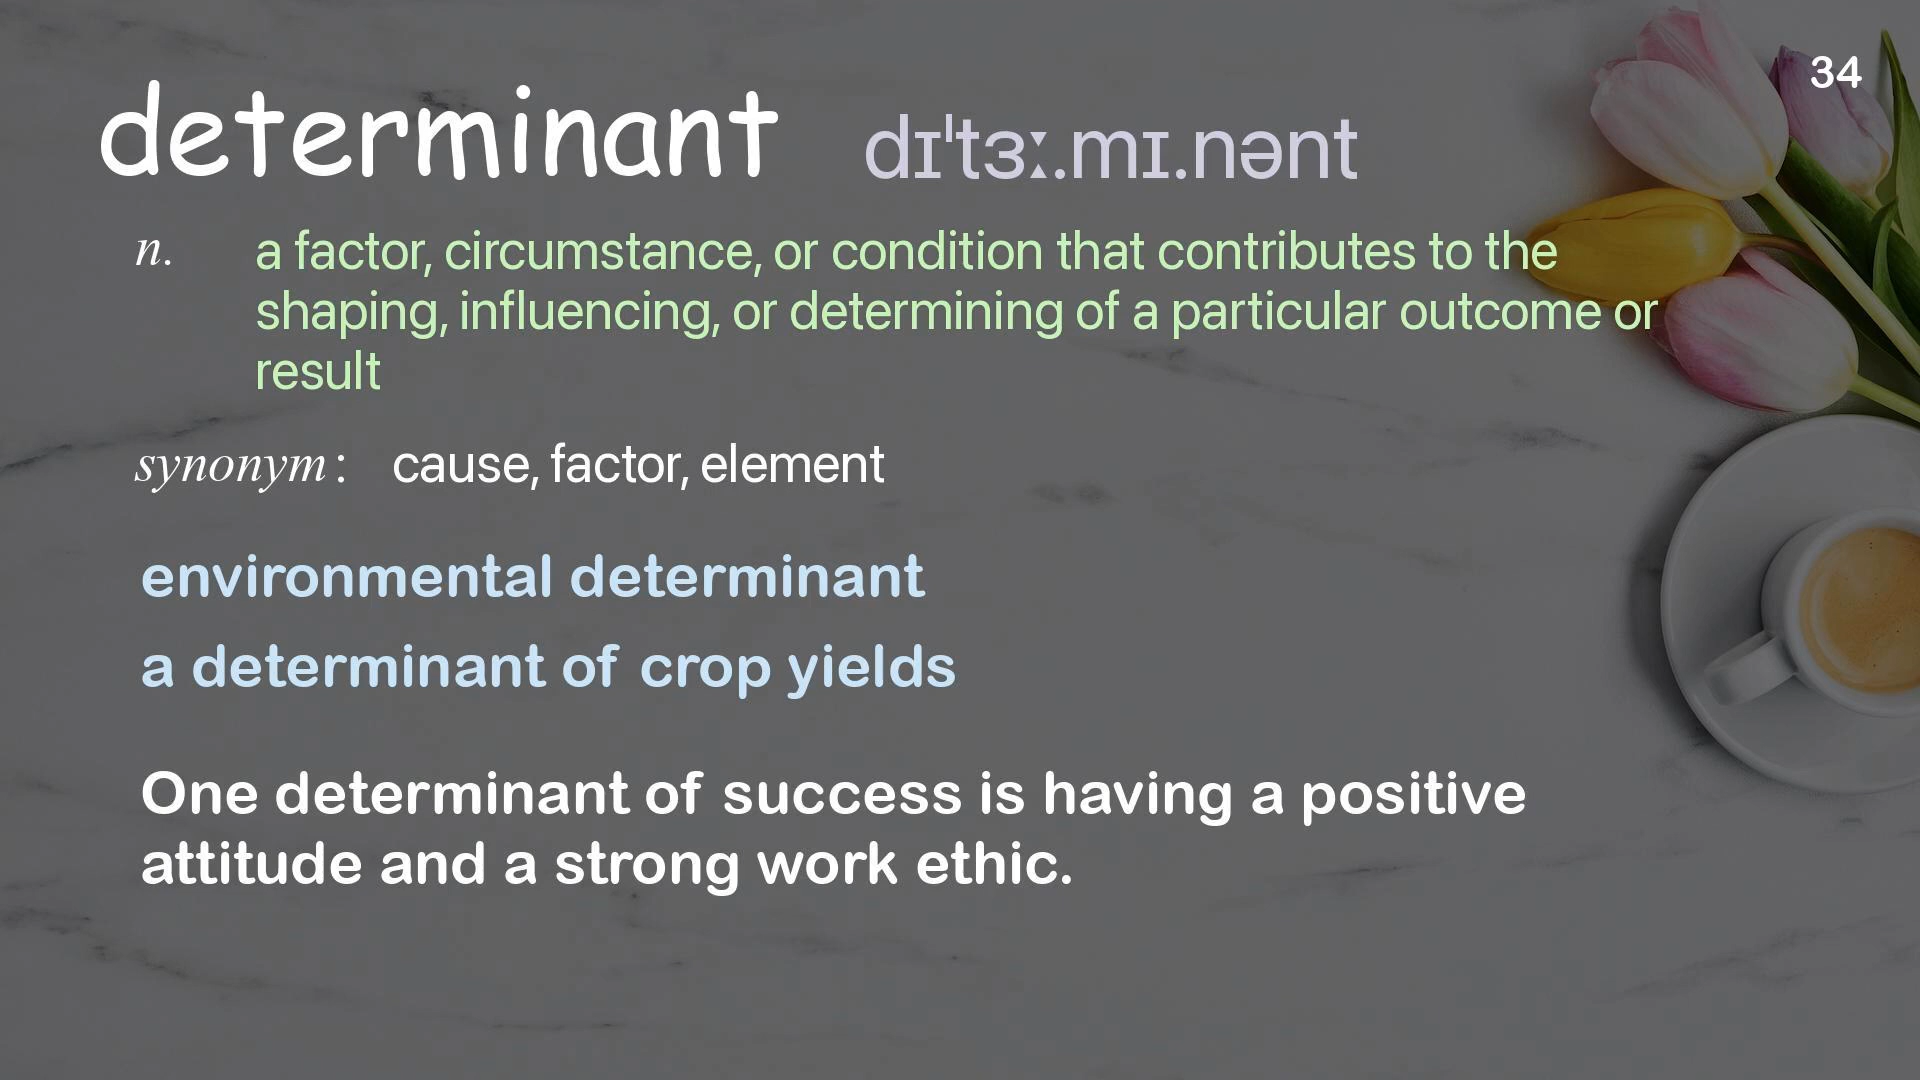 34
determinant dɪˈtɜː.mɪ.nənt
n. a factor, circumstance, or condition that contributes to the
shaping, influencing, or determining of a particular outcome or
result
synonym: cause, factor, element
environmental determinant
a determinant of crop yields
One determinant of success is having a positive
attitude and a strong work ethic.